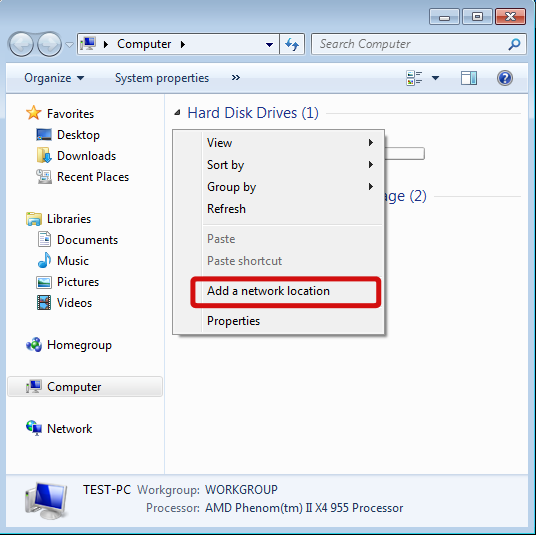 Computer
Search Computer
Organize
System properties
»
Favorites
Desktop
Downloads
Recent Places
Libraries
Documents
Music
Pictures
Videos
Homegroup
Computer
Network
Hard Disk Drives (1)
age (2)
View
Sort by
Group by
Refresh
Paste
Paste shortcut
Add a network location
Properties
TEST-PC Workgroup: WORKGROUP
Processor: AMD Phenom(tm) II X4 955 Processor